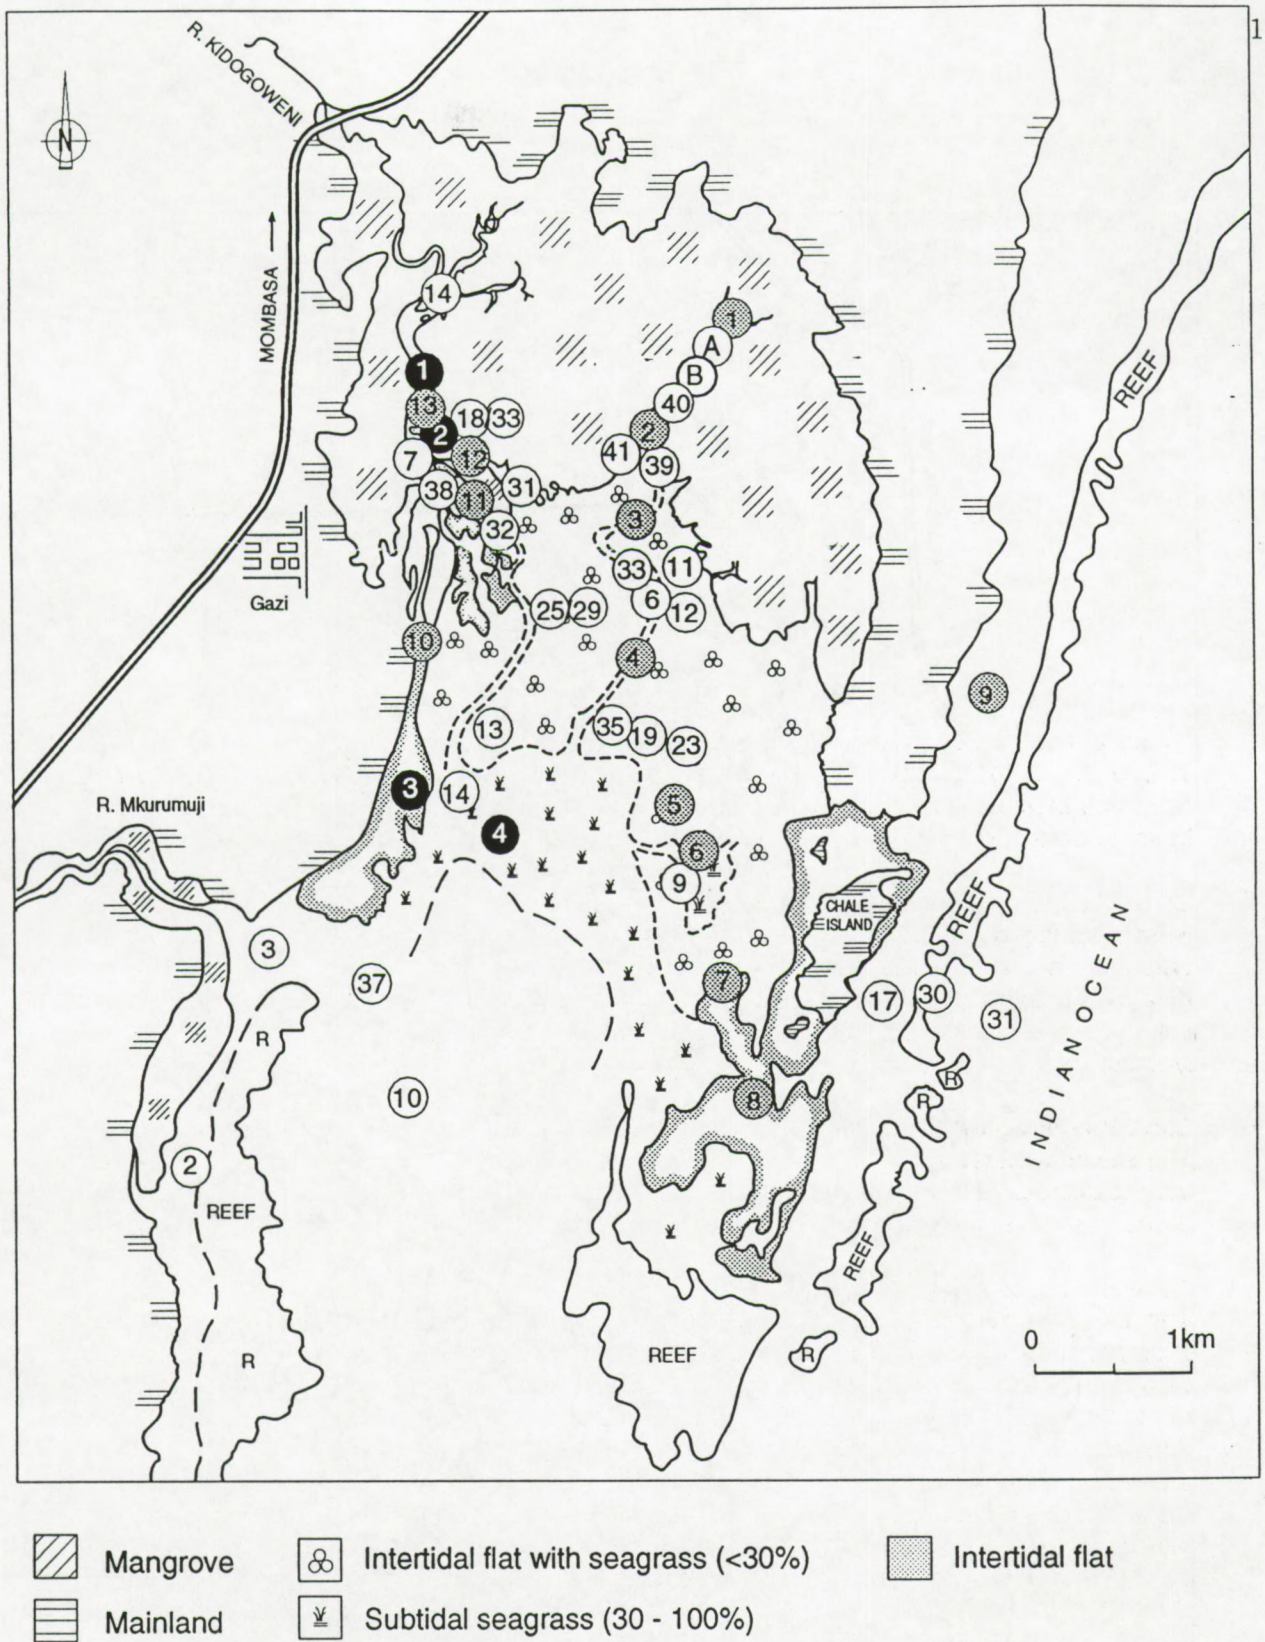 1
R. KIDOGOWENI
N
MOMBASA
14
1
1
A
B
13
18
33
40
2
2
7
12
41
39
38
11
31
3
32
33
11
Gazi
25
29
6
12
10
4
9
13
35
19
23
R. Mkurumuji
3
14
5
4
6
9
CHALE
ISLAND
REEF
REEF
3
37
7
17
30
31
INDIAN OCEAN
R
R
10
8
R
2
REEF
REEF
R
REEF
R
0 1km
Mangrove
Intertidal flat with seagrass (<30%)
Intertidal flat
Mainland
Subtidal seagrass (30 - 100%)